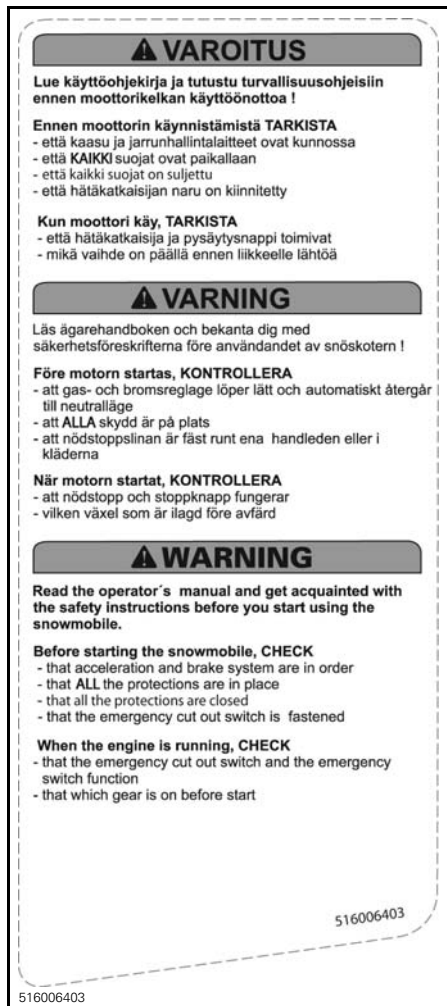 ⚠ VAROITUS
Lue käyttöohjekirja ja tutustu turvallisuusohjeisiin
ennen moottorikelkan käyttöönottoa !
Ennen moottorin käynnistämistä TARKISTA
- että kaasu ja jarrunhallintalaitteet ovat kunnossa
- että KAIKKI suojat ovat paikallaan
- että kaikki suojat on suljettu
- että hätäkatkaisijan naru on kiinnitetty
Kun moottori käy, TARKISTA
- että hätäkatkaisija ja pysäytysnappi toimivat
- mikä vaihde on päällä ennen liikkeelle lähtöä
⚠ VARNING
Läs ägarehandboken och bekanta dig med
säkerhetsföreskrifterna före användandet av snöskotern !
Före motorn startas, KONTROLLERA
- att gas- och bromsreglage löper lätt och automatiskt återgår
till neutralläge
- att ALLA skydd är på plats
- att nödstoppslinan är fäst runt ena handleden eller i
kläderna
När motorn startat, KONTROLLERA
- att nödstopp och stoppknapp fungerar
- vilken växel som är ilagd före avfärd
⚠ WARNING
Read the operator´s manual and get acquainted with
the safety instructions before you start using the
snowmobile.
Before starting the snowmobile, CHECK
- that acceleration and brake system are in order
- that ALL the protections are in place
- that all the protections are closed
- that the emergency cut out switch is fastened
When the engine is running, CHECK
- that the emergency cut out switch and the emergency
switch function
- that which gear is on before start
516006403
516006403